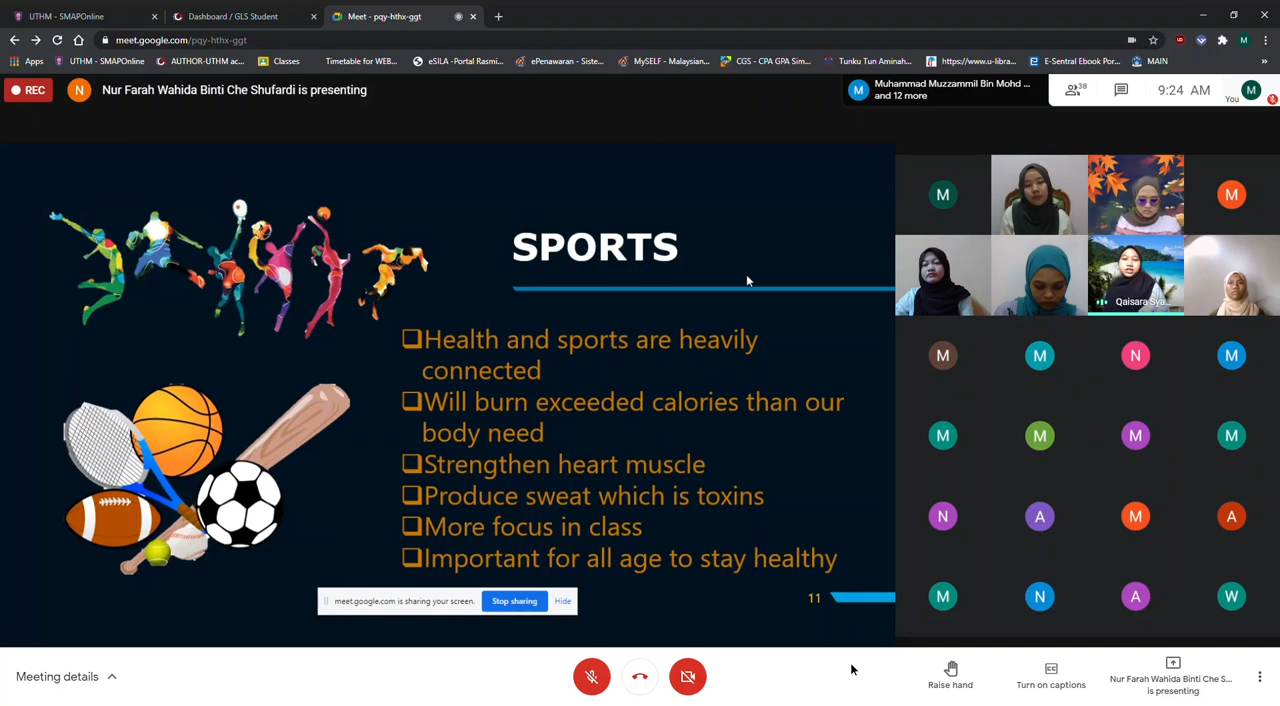 UTHM - SMAPOnline
Dashboard / GLS Student
Meet - pqy-hthx-ggt
meet.google.com/pqy-hthx-ggt
Apps
UTHM - SMAPOnline
AUTHOR-UTHM ac...
Classes
Timetable for WEB...
eSILA -Portal Rasmi...
ePenawaran - Siste...
MySELF - Malaysian...
CGS - CPA GPA Sim...
Tunku Tun Aminah...
https://www.u-libra...
E-Sentral Ebook Por...
MAIN
REC
N
Nur Farah Wahida Binti Che Shufardi is presenting
M
Muhammad Muzzammil Bin Mohd ...
and 12 more
38
9:24 AM
You
M
SPORTS
❑Health and sports are heavily
connected
❑Will burn exceeded calories than our
body need
❑Strengthen heart muscle
❑Produce sweat which is toxins
❑More focus in class
❑Important for all age to stay healthy
11
meet.google.com is sharing your screen.
Stop sharing
Hide
M
M
Qaisara Sya...
M
M
N
M
M
M
M
M
N
A
M
A
M
N
A
W
Meeting details
Raise hand
Turn on captions
Nur Farah Wahida Binti Che S...
is presenting